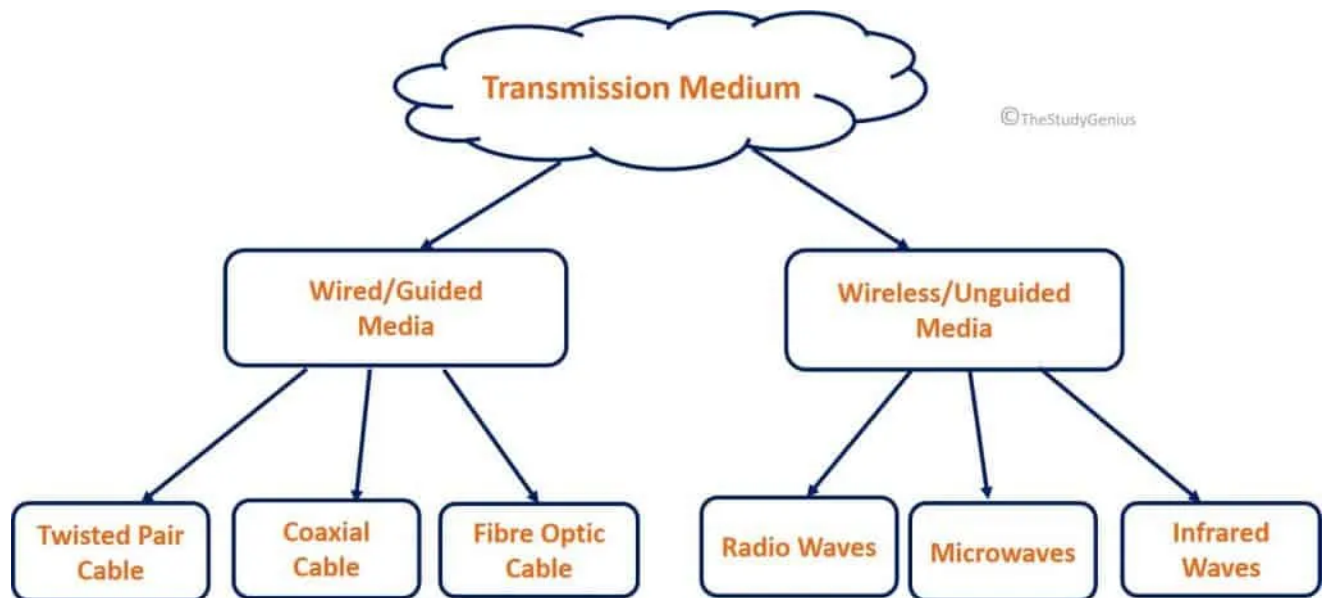 Transmission Medium
©TheStudyGenius
Wired/Guided
Media
Wireless/Unguided
Media
Twisted Pair
Cable
Coaxial
Cable
Fibre Optic
Cable
Radio Waves
Microwaves
Infrared
Waves